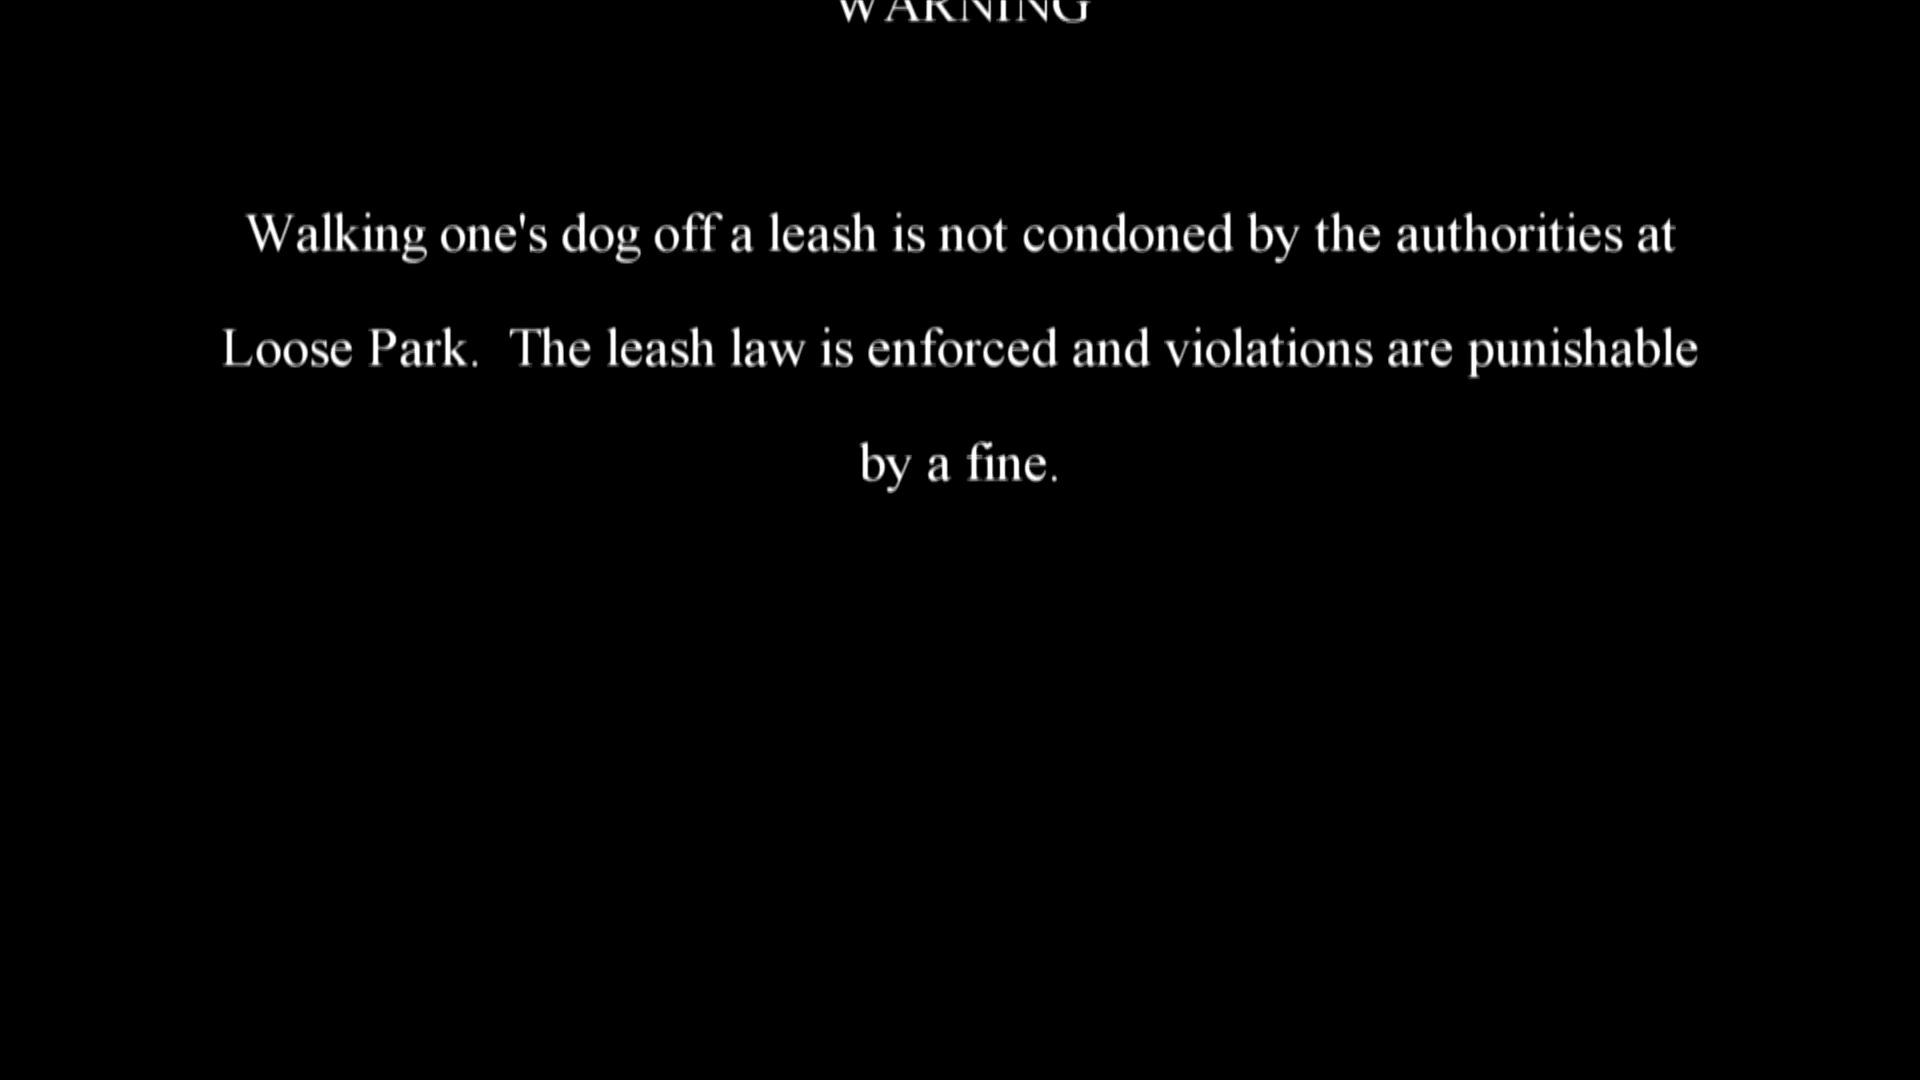 WARNING
Walking one's dog off a leash is not condoned by the authorities at
Loose Park.  The leash law is enforced and violations are punishable
by a fine.